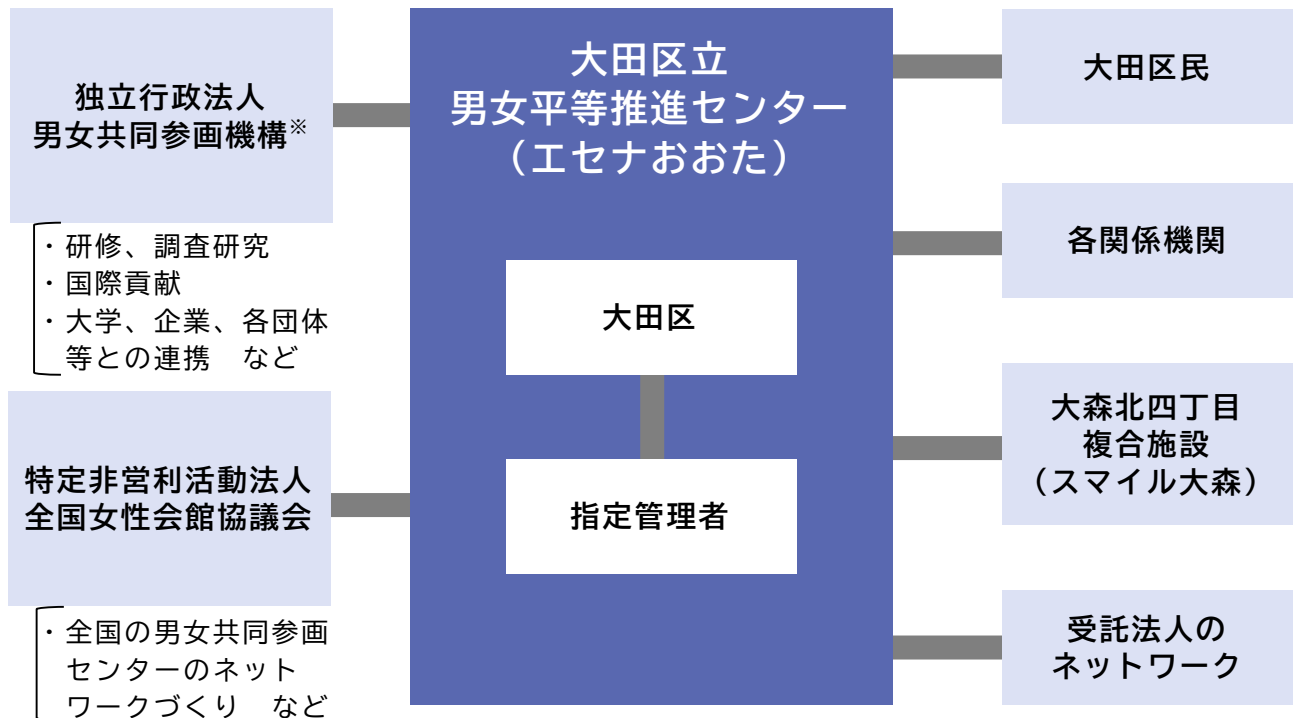 独立行政法人
男女共同参画機構※
・研修、調査研究
・国際貢献
・大学、企業、各団体
等との連携　など
特定非営利活動法人
全国女性会館協議会
・全国の男女共同参画
センターのネット
ワークづくり　など
大田区立
男女平等推進センター
（エセナおおた）
大田区
指定管理者
大田区民
各関係機関
大森北四丁目
複合施設
（スマイル大森）
受託法人の
ネットワーク